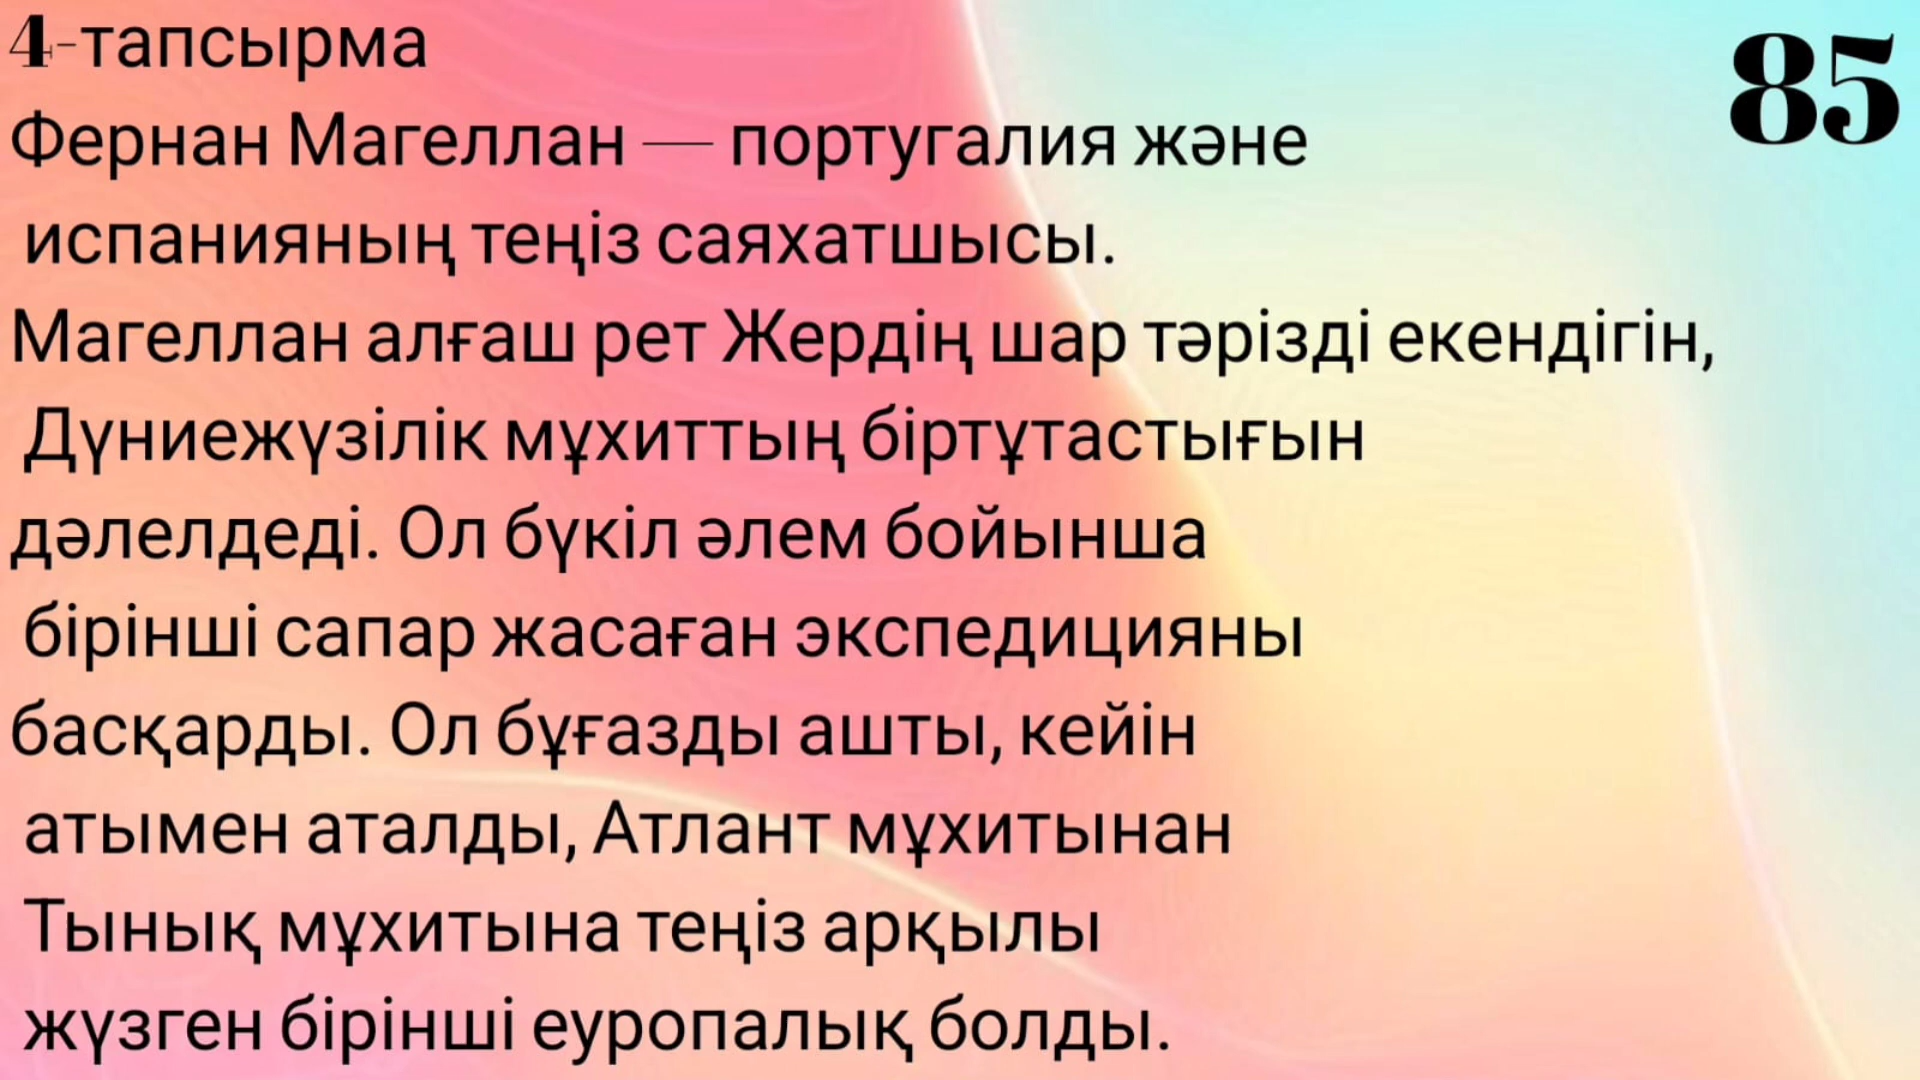 4-тапсырма
85
Фернан Магеллан — португалия және
испанияның теңіз саяхатшысы.
Магеллан алғаш рет Жердің шар тәрізді екендігін,
Дүниежүзілік мұхиттың біртұтастығын
дәлелдеді. Ол бүкіл әлем бойынша
бірінші сапар жасаған экспедицияны
басқарды. Ол бұғазды ашты, кейін
атымен аталды, Атлант мұхитынан
Тынық мұхитына теңіз арқылы
жүзген бірінші еуропалық болды.